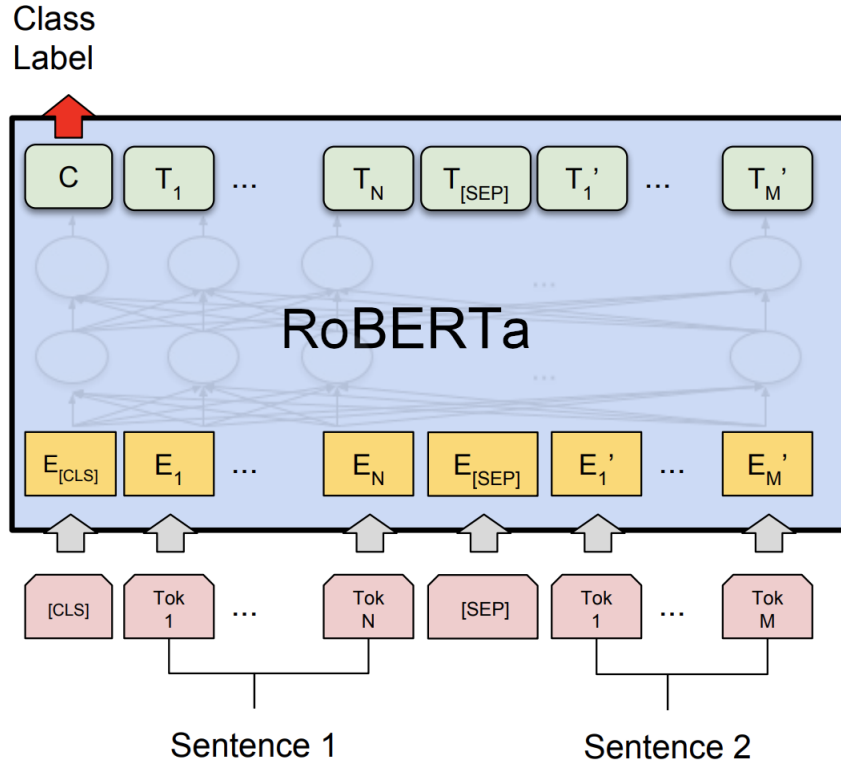 Class
Label
C T1 ... TN T[SEP] T1' ... TM'
...
RoBERTa
...
E[CLS] E1 ... EN E[SEP] E1' ... EM'
[CLS] Tok 1 ... Tok N [SEP] Tok 1 ... Tok M
Sentence 1 Sentence 2